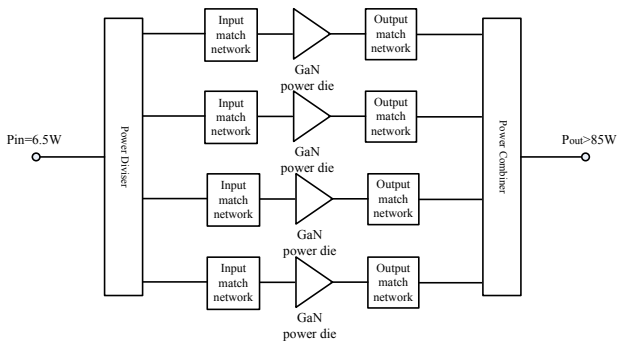 Input
match
network
Output
match
network
GaN
power die
Input
match
network
Output
match
network
GaN
power die
Pin=6.5W
Power Diviser
Power Combiner
Pout>85W
Input
match
network
Output
match
network
GaN
power die
Input
match
network
Output
match
network
GaN
power die